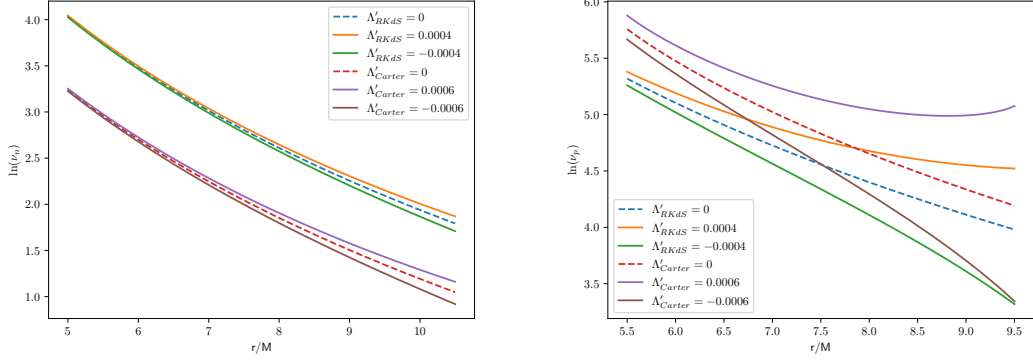 4.0
3.5
3.0
2.5
2.0
1.5
1.0
ln(ν_n)
5
6
7
8
9
10
r/M
Λ′_RKdS = 0
Λ′_RKdS = 0.0004
Λ′_RKdS = −0.0004
Λ′_Carter = 0
Λ′_Carter = 0.0006
Λ′_Carter = −0.0006
6.0
5.5
5.0
4.5
4.0
3.5
ln(ν_p)
5.5
6.0
6.5
7.0
7.5
8.0
8.5
9.0
9.5
r/M
Λ′_RKdS = 0
Λ′_RKdS = 0.0004
Λ′_RKdS = −0.0004
Λ′_Carter = 0
Λ′_Carter = 0.0006
Λ′_Carter = −0.0006